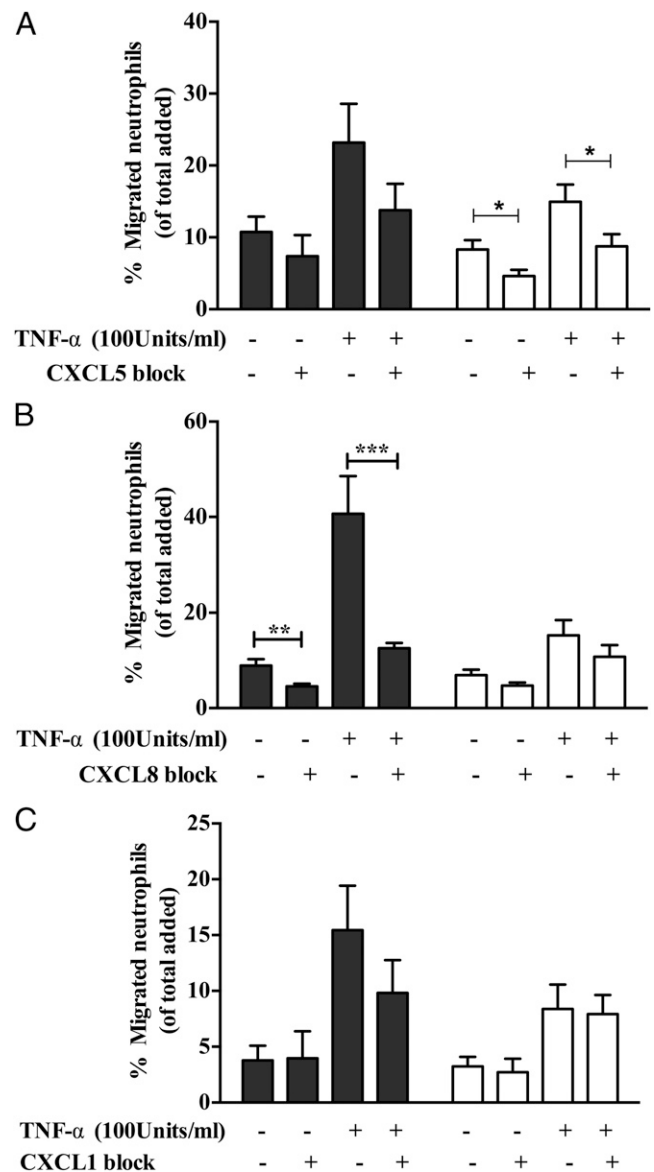 A
% Migrated neutrophils
(of total added)
40
30
20
10
0
* *
TNF-α (100Units/ml) - - + + - - + +
CXCL5 block - + - + - + - +
B
% Migrated neutrophils
(of total added)
60
40
20
0
** ***
TNF-α (100Units/ml) - - + + - - + +
CXCL8 block - + - + - + - +
C
% Migrated neutrophils
(of total added)
25
20
15
10
5
0
TNF-α (100Units/ml) - - + + - - + +
CXCL1 block - + - + - + - +